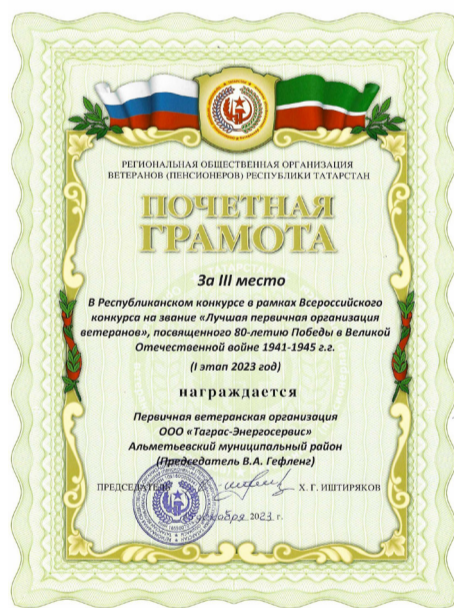 РЕГИОНАЛЬНАЯ ОБЩЕСТВЕННАЯ ОРГАНИЗАЦИЯ
ВЕТЕРАНОВ (ПЕНСИОНЕРОВ) РЕСПУБЛИКИ ТАТАРСТАН
ПОЧЕТНАЯ
ГРАМОТА
За III место
В Республиканском конкурсе в рамках Всероссийского
конкурса на звание «Лучшая первичная организация
ветеранов», посвященного 80-летию Победы в Великой
Отечественной войне 1941-1945 г.г.
(I этап 2023 год)
награждается
Первичная ветеранская организация
ООО «Таграс-Энергосервис»
Альметьевский муниципальный район
(Председатель В.А. Гефленг)
ПРЕДСЕДАТЕЛЬ Х. Г. ИШТИРЯКОВ
декабря 2023 г.